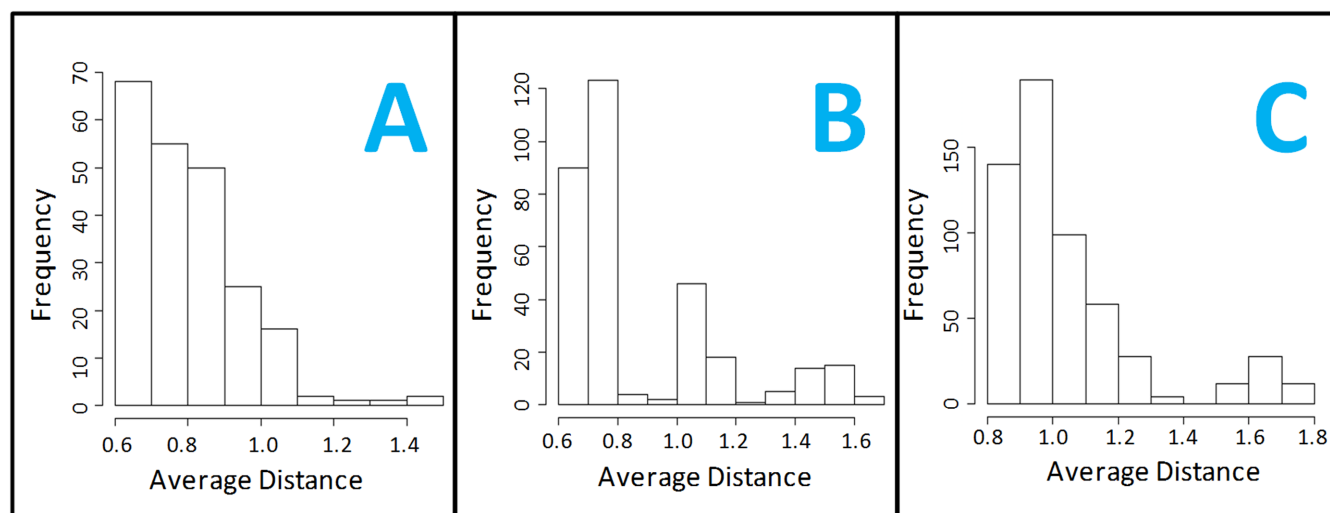 A
Frequency
0 10 20 30 40 50 60 70
0.6 0.8 1.0 1.2 1.4
Average Distance
B
Frequency
0 20 40 60 80 100 120
0.6 0.8 1.0 1.2 1.4 1.6
Average Distance
C
Frequency
0 50 100 150
0.8 1.0 1.2 1.4 1.6 1.8
Average Distance